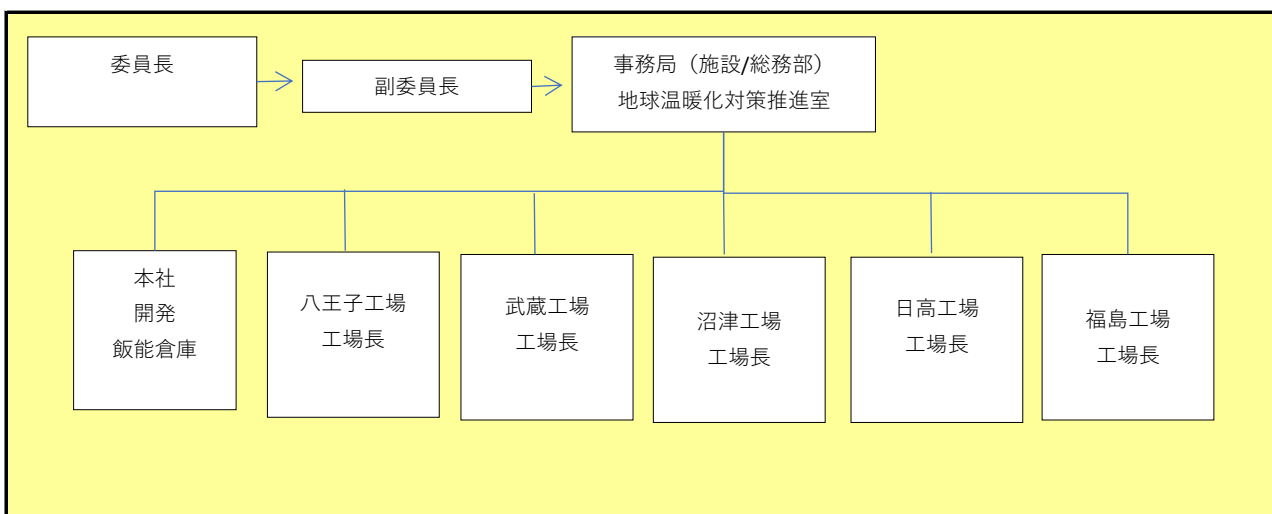 委員長
副委員長
事務局（施設/総務部）
地球温暖化対策推進室
本社
開発
飯能倉庫
八王子工場
工場長
武蔵工場
工場長
沼津工場
工場長
日高工場
工場長
福島工場
工場長